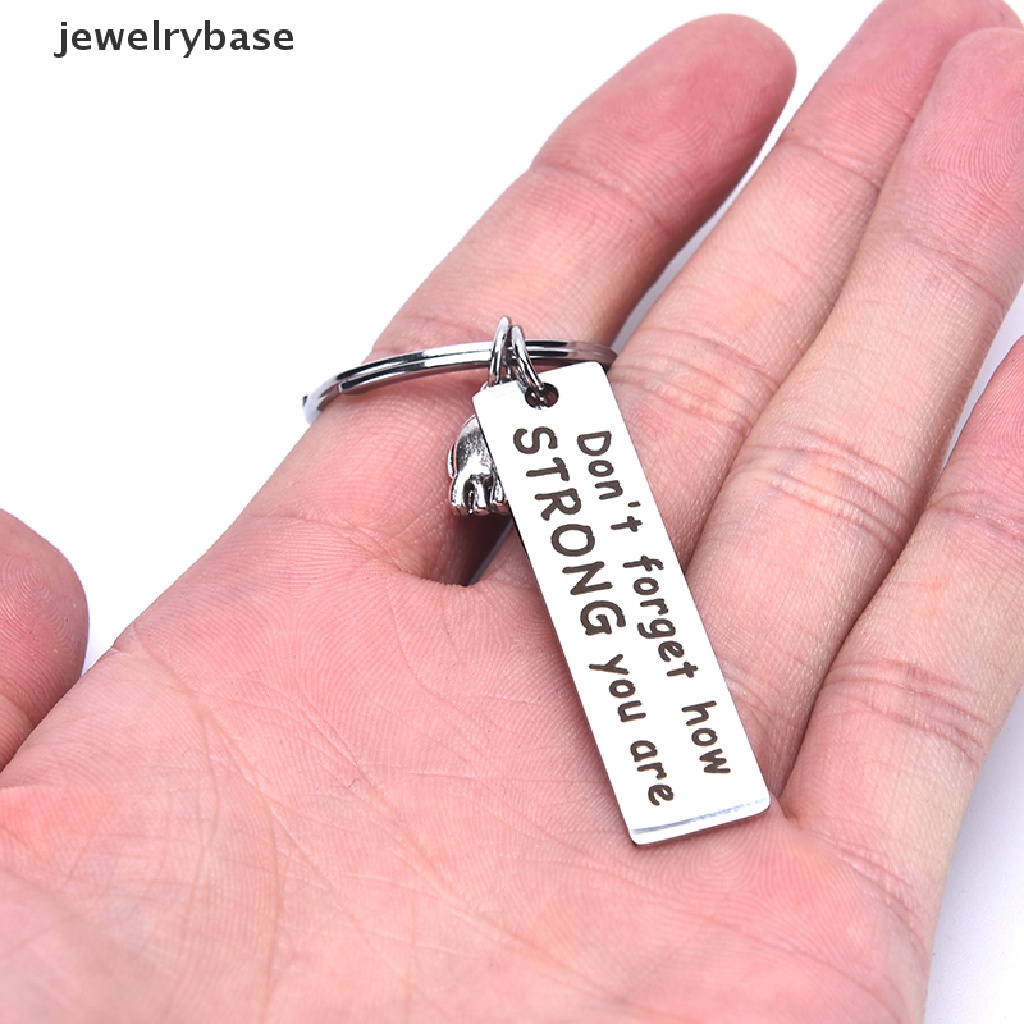 jewelrybase
Don't forget how
STRONG you are